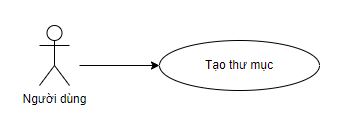 Tạo thư mục
Người dùng